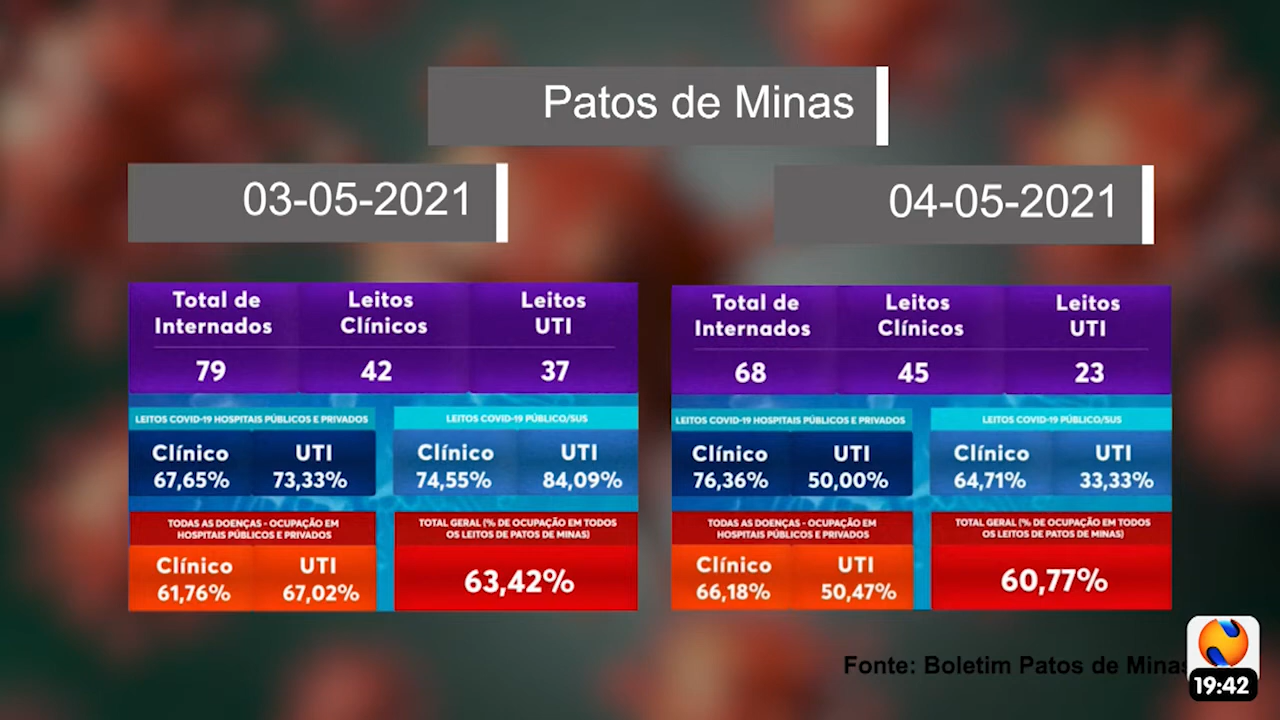 Patos de Minas
03-05-2021
04-05-2021
Total de Internados
Leitos Clínicos
Leitos UTI
79
42
37
LEITOS COVID-19 HOSPITAIS PÚBLICOS E PRIVADOS
LEITOS COVID-19 PÚBLICO/SUS
Clínico
UTI
Clínico
UTI
67,65%
73,33%
74,55%
84,09%
TODAS AS DOENÇAS - OCUPAÇÃO EM
HOSPITAIS PÚBLICOS E PRIVADOS
TOTAL GERAL (% DE OCUPAÇÃO EM TODOS
OS LEITOS DE PATOS DE MINAS)
Clínico
UTI
61,76%
67,02%
63,42%
Total de Internados
Leitos Clínicos
Leitos UTI
68
45
23
LEITOS COVID-19 HOSPITAIS PÚBLICOS E PRIVADOS
LEITOS COVID-19 PÚBLICO/SUS
Clínico
UTI
Clínico
UTI
76,36%
50,00%
64,71%
33,33%
TODAS AS DOENÇAS - OCUPAÇÃO EM
HOSPITAIS PÚBLICOS E PRIVADOS
TOTAL GERAL (% DE OCUPAÇÃO EM TODOS
OS LEITOS DE PATOS DE MINAS)
Clínico
UTI
66,18%
50,47%
60,77%
Fonte: Boletim Patos de Minas
19:42